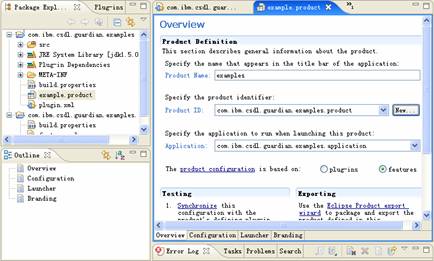 Package Expl...
Plug-ins
com.ibm.csdl.guardian.examples
src
JRE System Library [jdk1.5.0
Plug-in Dependencies
META-INF
build.properties
example.product
plugin.xml
com.ibm.csdl.guardian.examples
build.properties
Outline
Overview
Configuration
Launcher
Branding
com.ibm.csdl.guar...
example.product
Overview
Product Definition
This section describes general information about the product.
Specify the name that appears in the title bar of the application.
Product Name: examples
Specify the product identifier:
Product ID: com.ibm.csdl.guardian.examples.product New...
Specify the application to run when launching this product:
Application: com.ibm.csdl.guardian.examples.application
The product configuration is based on: plug-ins features
Testing
1. Synchronize this
configuration with the
product's defining plugin
Exporting
Use the Eclipse Product export
wizard to package and export the
product defined in this
Overview Configuration Launcher Branding
Error Log Tasks Problems Search